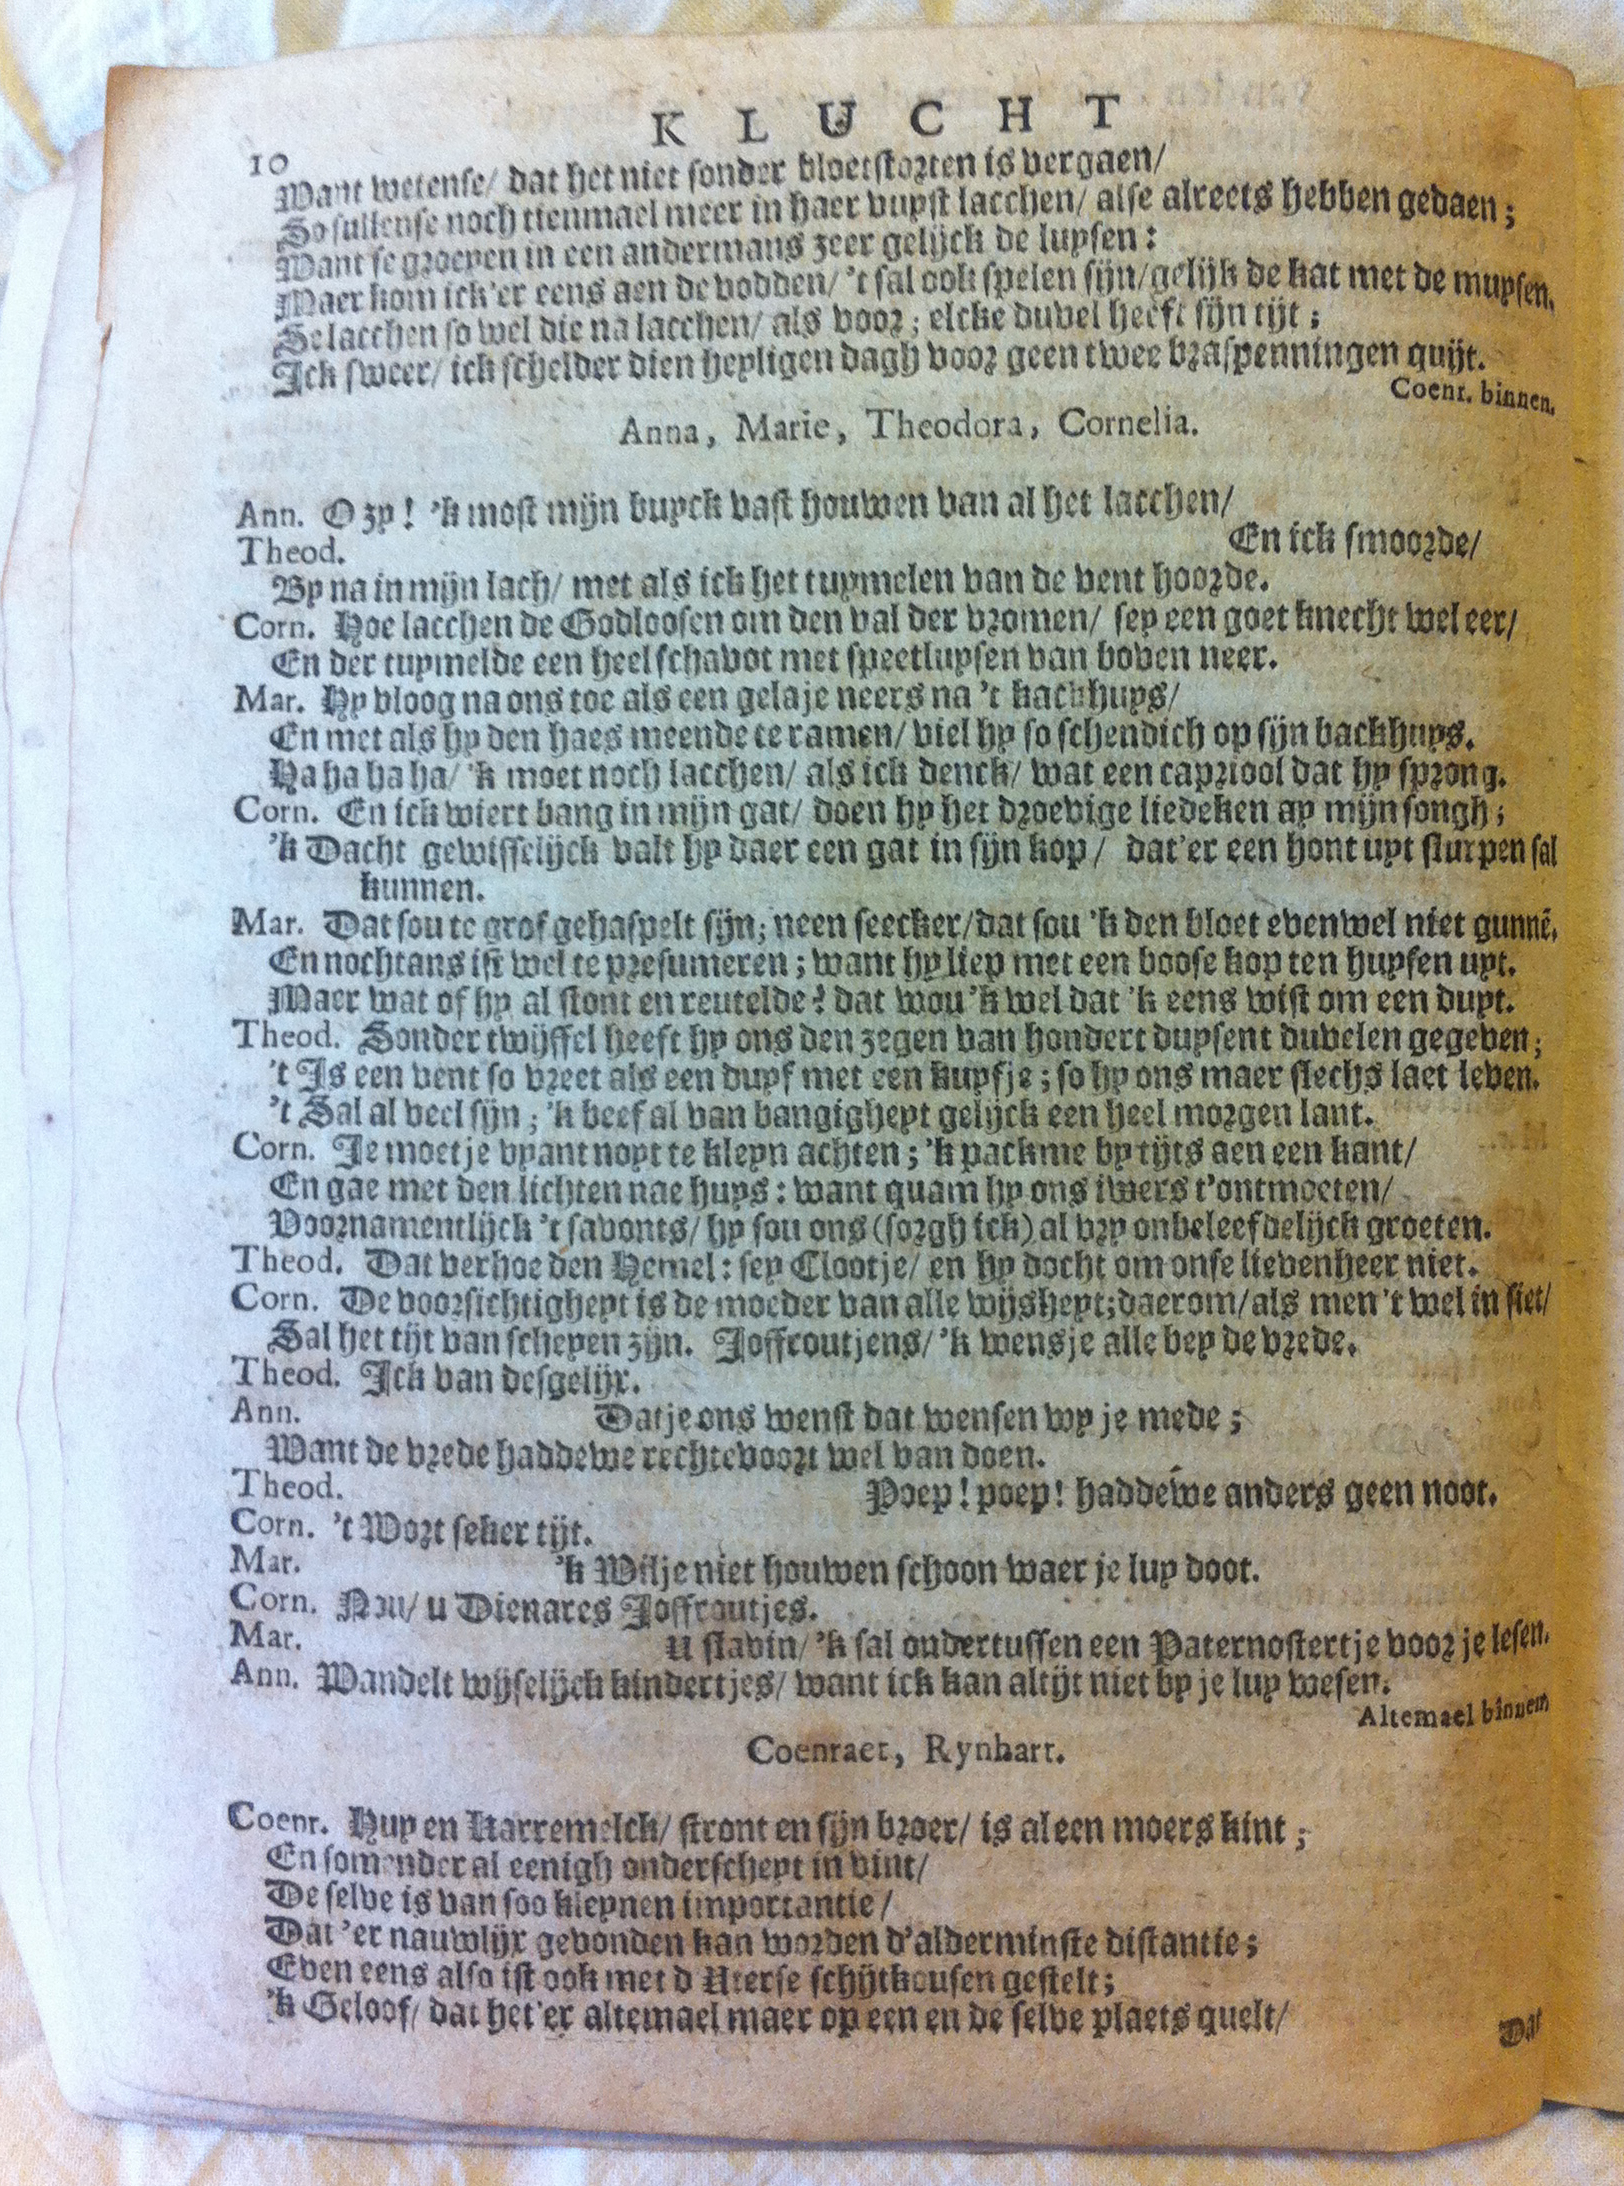 KLUCHT
10
Want wetense/ dat het niet sonder bloetstorten is vergaen/
So sullense noch tienmael meer in haer vuyst lacchen/ alse alreets hebben gedaen;
Want se groeyen in een andermans zeer gelijck de luysen:
Maer kom ick'er eens aen de vodden/ 't sal ook spelen sijn/ gelijk de kat met de muysen.
Se lacchen so wel die na lacchen/ als voor; elcke duvel heeft sijn tijt;
Ick sweer/ ick schelder dien heyligen dagh voor geen twee braspenningen quijt.
Coenr. binnen.
Anna, Marie, Theodora, Cornelia.
Ann. O zy! 'k most mijn buyck vast houwen van al het lacchen/
Theod. En ick smoorde/
By na in mijn lach/ met als ick het tuymelen van de vent hoorde.
Corn. Hoe lacchen de Godloosen om den val der vromen/ sey een goet knecht wel eer/
En der tuymelde een heel schavot met speetluysen van boven neer.
Mar. Hy vloog na ons toe als een gelaje neers na 't kackhuys/
En met als hy den haes meende te ramen/ viel hy so schendich op sijn backhuys.
Ha ha ha ha/ 'k moet noch lacchen/ als ick denck/ wat een capriool dat hy sprong.
Corn. En ick wiert bang in mijn gat/ doen hy het droevige liedeken ay mijn songh;
'k Dacht gewisselijck valt hy daer een gat in sijn kop/ dat'er een hont uyt slurpen sal
kunnen.
Mar. Dat sou te grof gehaspelt sijn; neen seecker/ dat sou 'k den bloet evenwel niet gunnē.
En nochtans ist wel te presumeren; want hy liep met een boose kop ten huysen uyt.
Maer wat of hy al stont en reutelde? dat wou 'k wel dat 'k eens wist om een duyt.
Theod. Sonder twijffel heeft hy ons den zegen van hondert duysent duvelen gegeven;
't Is een vent so vreet als een duyf met een kuyfje; so hy ons maer slechs laet leven.
't Sal al veel sijn; 'k beef al van bangigheyt gelijck een heel morgen lant.
Corn. Je moet je vyant noyt te kleyn achten; 'k pack me by tijts aen een kant/
En gae met den lichten nae huys: want quam hy ons iwers t'ontmoeten/
Voornamentlijck 't savonts/ hy sou ons (sorgh ick) al vry onbeleefdelijck groeten.
Theod. Dat verhoe den Hemel: sey Clootje/ en hy docht om onse lievenheer niet.
Corn. De voorsichtigheyt is de moeder van alle wijsheyt; daerom/ als men 't wel in siet/
Sal het tijt van scheyen zijn. Joffroutjens/ 'k wensje alle bey de vrede.
Theod. Ick van desgelijx.
Ann. Datje ons wenst dat wensen wy je mede;
Want de vrede haddewe rechtevoort wel van doen.
Theod. Poep! poep! haddewe anders geen noot.
Corn. 't Wort seker tijt.
Mar. 'k Wilje niet houwen schoon waer je luy doot.
Corn. Nou/ u Dienares Joffroutjes.
Mar. U slavin/ 'k sal ondertussen een Paternostertje voor je lesen.
Ann. Wandelt wijselijck kindertjes/ want ick kan altijt niet by je luy wesen.
Altemael binnen
Coenraet, Rynhart.
Coenr. Huy en Karremelck/ stront en sijn broer/ is al een moers kint;
En somender al eenigh onderscheyt in vint/
De selve is van soo kleynen importantie/
Dat 'er nauwlijx gevonden kan worden d'alderminste distantie;
Even eens also ist ook met d Uterse schijtkousen gestelt;
'k Geloof/ dat het'er altemael maer op een en de selve plaets quelt/
Dat